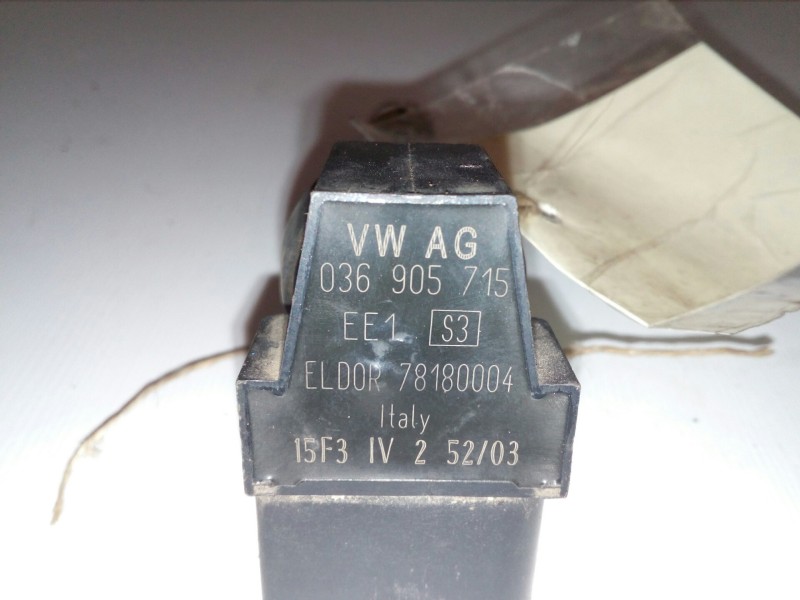 VW AG
036 905 715
EE1 S3
ELDOR 78180004
Italy
15F3 IV 2 52/03